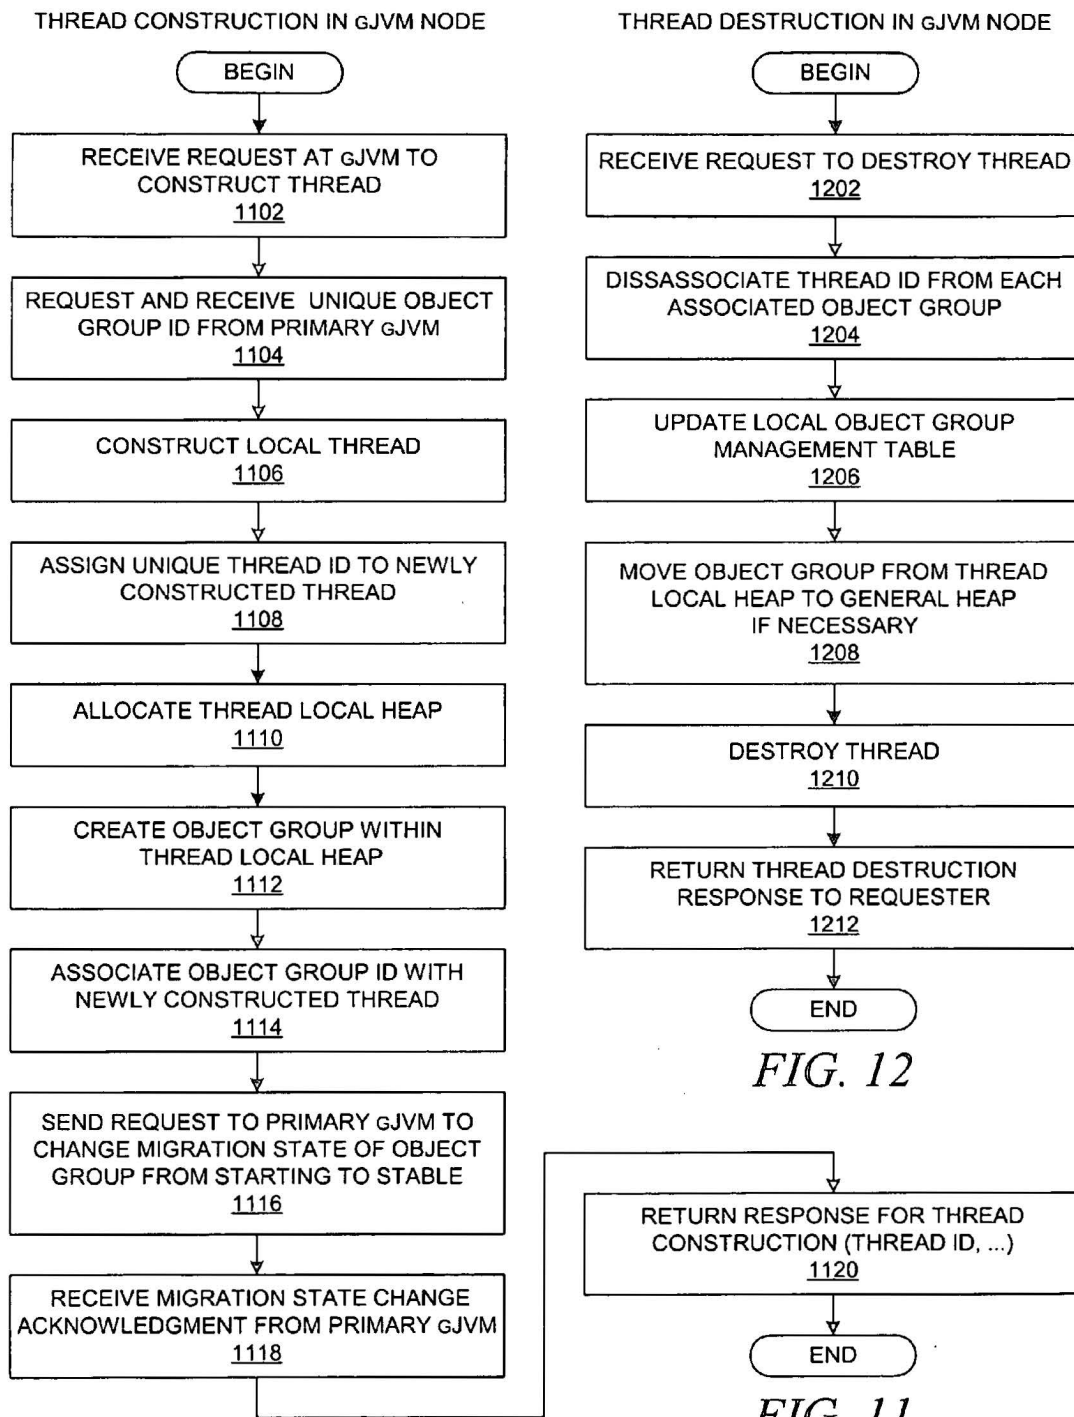 THREAD CONSTRUCTION IN GJVM NODE
BEGIN
RECEIVE REQUEST AT GJVM TO
CONSTRUCT THREAD
1102
REQUEST AND RECEIVE UNIQUE OBJECT
GROUP ID FROM PRIMARY GJVM
1104
CONSTRUCT LOCAL THREAD
1106
ASSIGN UNIQUE THREAD ID TO NEWLY
CONSTRUCTED THREAD
1108
ALLOCATE THREAD LOCAL HEAP
1110
CREATE OBJECT GROUP WITHIN
THREAD LOCAL HEAP
1112
ASSOCIATE OBJECT GROUP ID WITH
NEWLY CONSTRUCTED THREAD
1114
SEND REQUEST TO PRIMARY GJVM TO
CHANGE MIGRATION STATE OF OBJECT
GROUP FROM STARTING TO STABLE
1116
RECEIVE MIGRATION STATE CHANGE
ACKNOWLEDGMENT FROM PRIMARY GJVM
1118
RETURN RESPONSE FOR THREAD
CONSTRUCTION (THREAD ID, ...)
1120
END
FIG. 11
THREAD DESTRUCTION IN GJVM NODE
BEGIN
RECEIVE REQUEST TO DESTROY THREAD
1202
DISSASSOCIATE THREAD ID FROM EACH
ASSOCIATED OBJECT GROUP
1204
UPDATE LOCAL OBJECT GROUP
MANAGEMENT TABLE
1206
MOVE OBJECT GROUP FROM THREAD
LOCAL HEAP TO GENERAL HEAP
IF NECESSARY
1208
DESTROY THREAD
1210
RETURN THREAD DESTRUCTION
RESPONSE TO REQUESTER
1212
END
FIG. 12